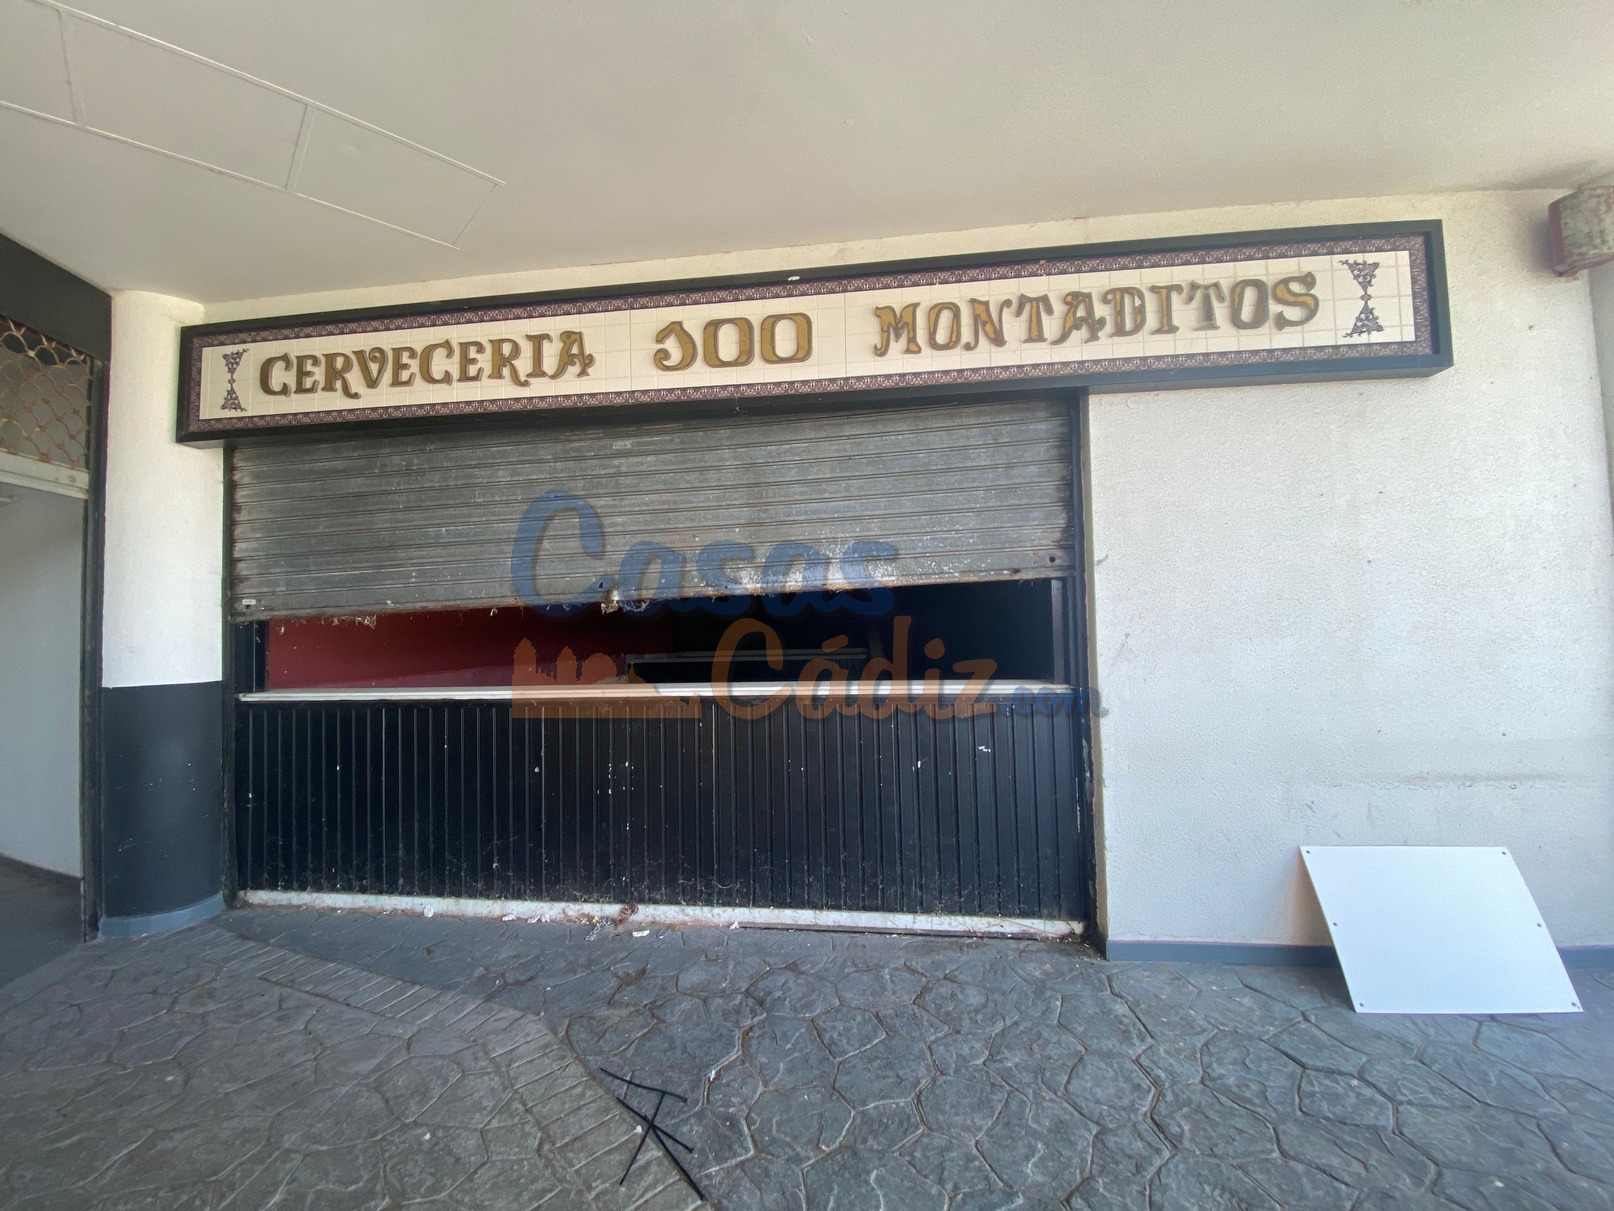 CERVECERIA 100 MONTADITOS
Casas
Cádiz.com